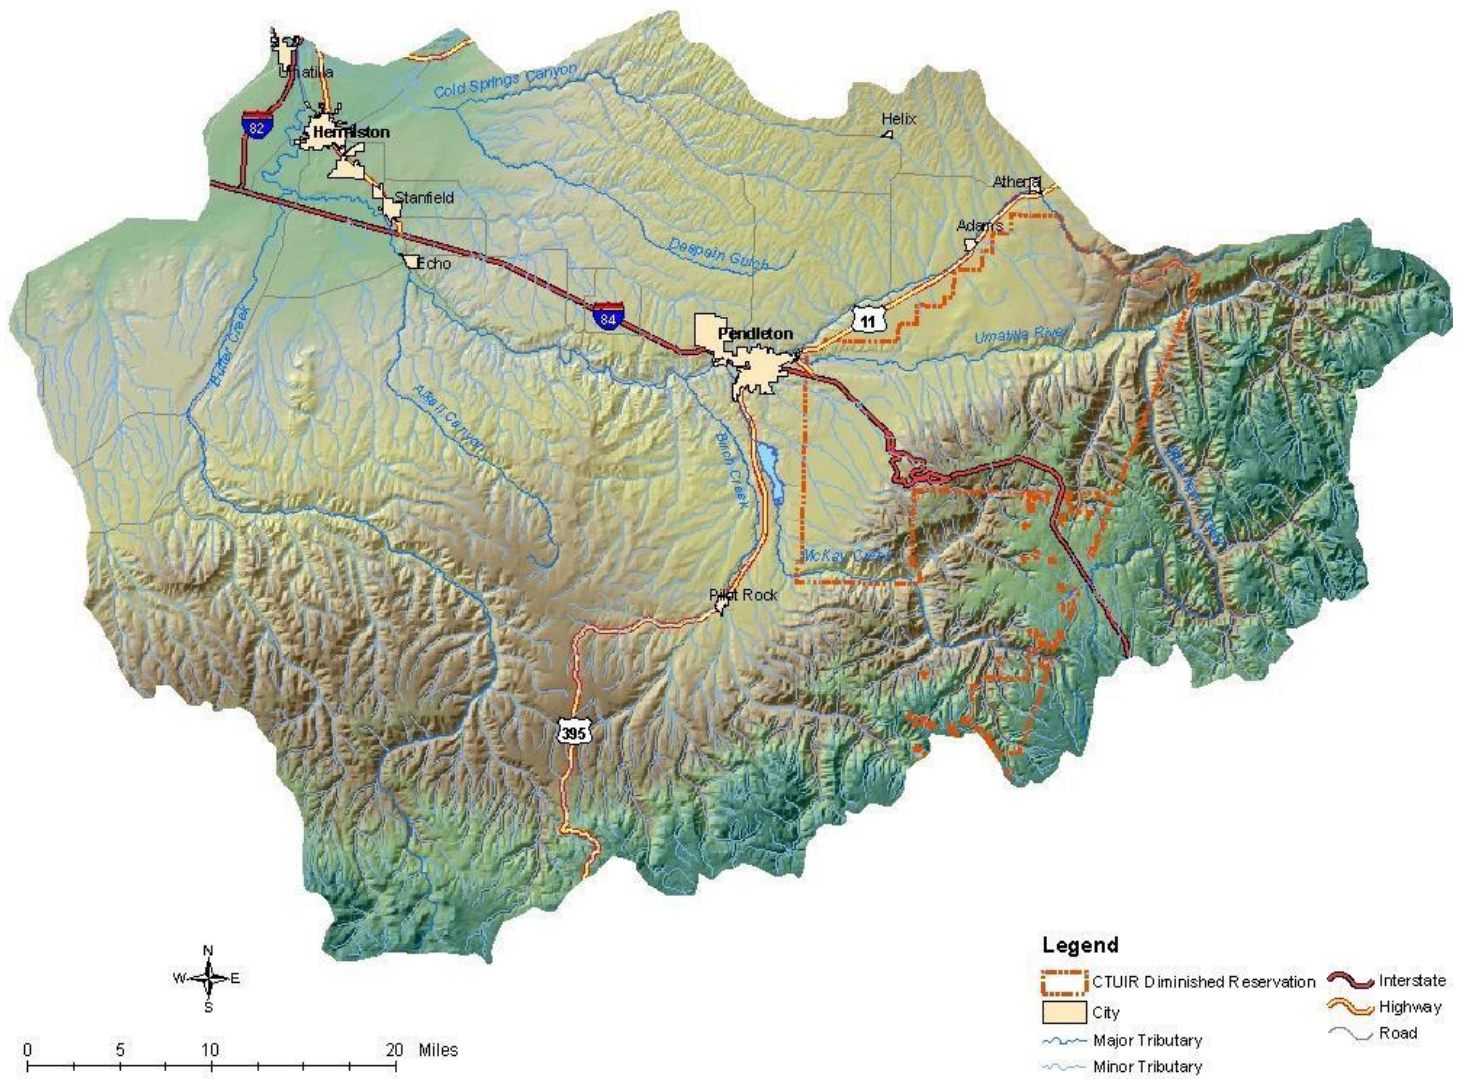 Umatilla
Cold Springs Canyon
82
Hermiston
Helix
Athena
Stanfield
Adams
Despain Gulch
Echo
84
11
Pendleton
Umatilla River
Butter Creek
Alkali Canyon
Birch Creek
McKay Creek
Pilot Rock
395
N
W E
S
0 5 10 20 Miles
Legend
CTUIR Diminished Reservation
City
Major Tributary
Minor Tributary
Interstate
Highway
Road